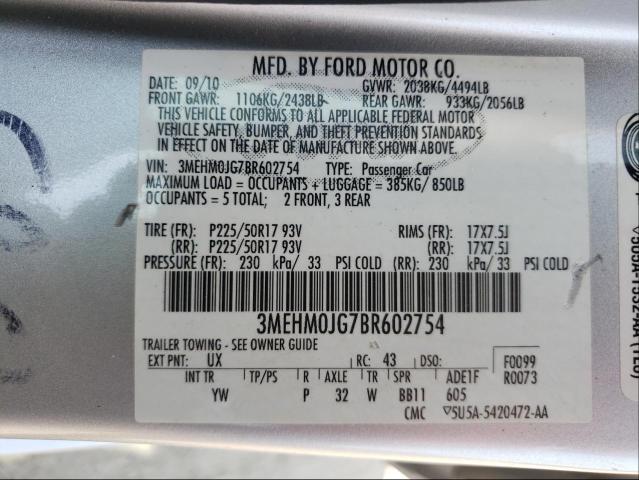 MFD. BY FORD MOTOR CO.
DATE: 09/10 GVWR: 2038KG/4494LB
FRONT GAWR: 1106KG/2438LB REAR GAWR: 933KG/2056LB
THIS VEHICLE CONFORMS TO ALL APPLICABLE FEDERAL MOTOR
VEHICLE SAFETY, BUMPER, AND THEFT PREVENTION STANDARDS
IN EFFECT ON THE DATE OF MANUFACTURE SHOWN ABOVE.
VIN: 3MEHM0JG7BR602754 TYPE: Passenger Car
MAXIMUM LOAD = OCCUPANTS + LUGGAGE = 385KG/ 850LB
OCCUPANTS = 5 TOTAL; 2 FRONT, 3 REAR
TIRE (FR): P225/50R17 93V RIMS (FR): 17X7.5J
(RR): P225/50R17 93V (RR): 17X7.5J
PRESSURE (FR): 230 kPa/ 33 PSI COLD (RR): 230 kPa/ 33 PSI COLD
3MEHM0JG7BR602754
TRAILER TOWING - SEE OWNER GUIDE
EXT PNT: UX RC: 43 DSO: F0099
INT TR TP/PS R AXLE TR SPR ADE1F R0073
YW P 32 W BB11 605
CMC 5U5A-5420472-AA